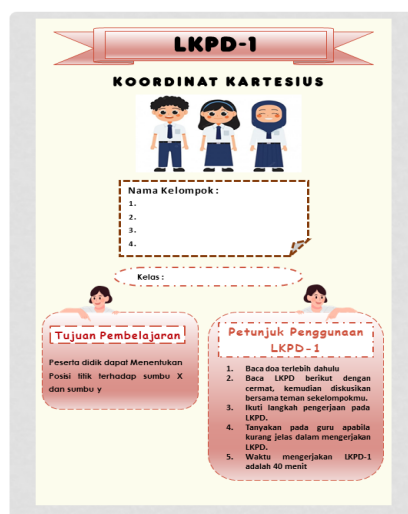 LKPD-1
KOORDINAT KARTESIUS
Nama Kelompok :
1.
2.
3.
4.
Kelas :
Tujuan Pembelajaran
Peserta didik dapat Menentukan
Posisi titik terhadap sumbu X
dan sumbu y
Petunjuk Penggunaan
LKPD-1
1. Baca doa terlebih dahulu
2. Baca LKPD berikut dengan
cermat, kemudian diskusikan
bersama teman sekelompokmu.
3. Ikuti langkah pengerjaan pada
LKPD.
4. Tanyakan pada guru apabila
kurang jelas dalam mengerjakan
LKPD.
5. Waktu mengerjakan LKPD-1
adalah 40 menit